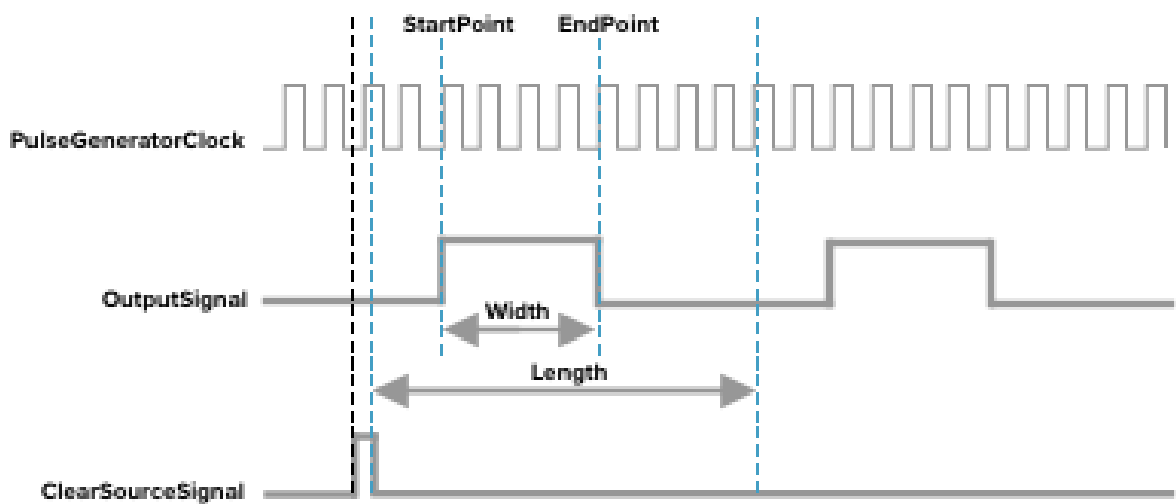 StartPoint EndPoint
PulseGeneratorClock
OutputSignal
Width
Length
ClearSourceSignal